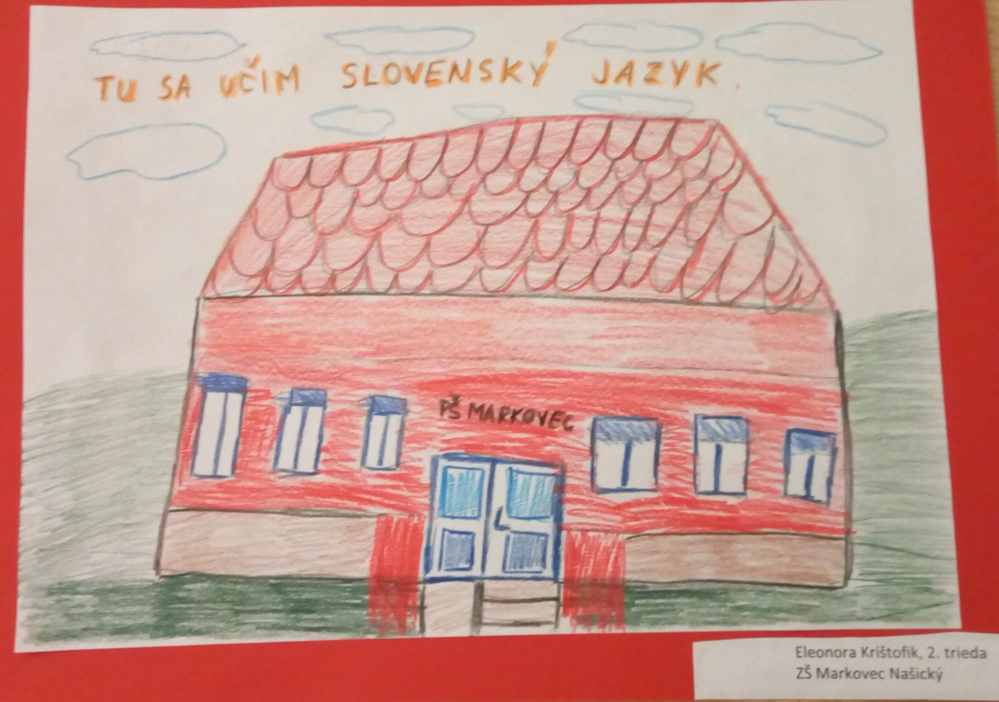 TU SA UČIM SLOVENSKÝ JAZYK.
PŠ MARKOVEC
Eleonora Krištofik, 2. trieda
ZŠ Markovec Našický